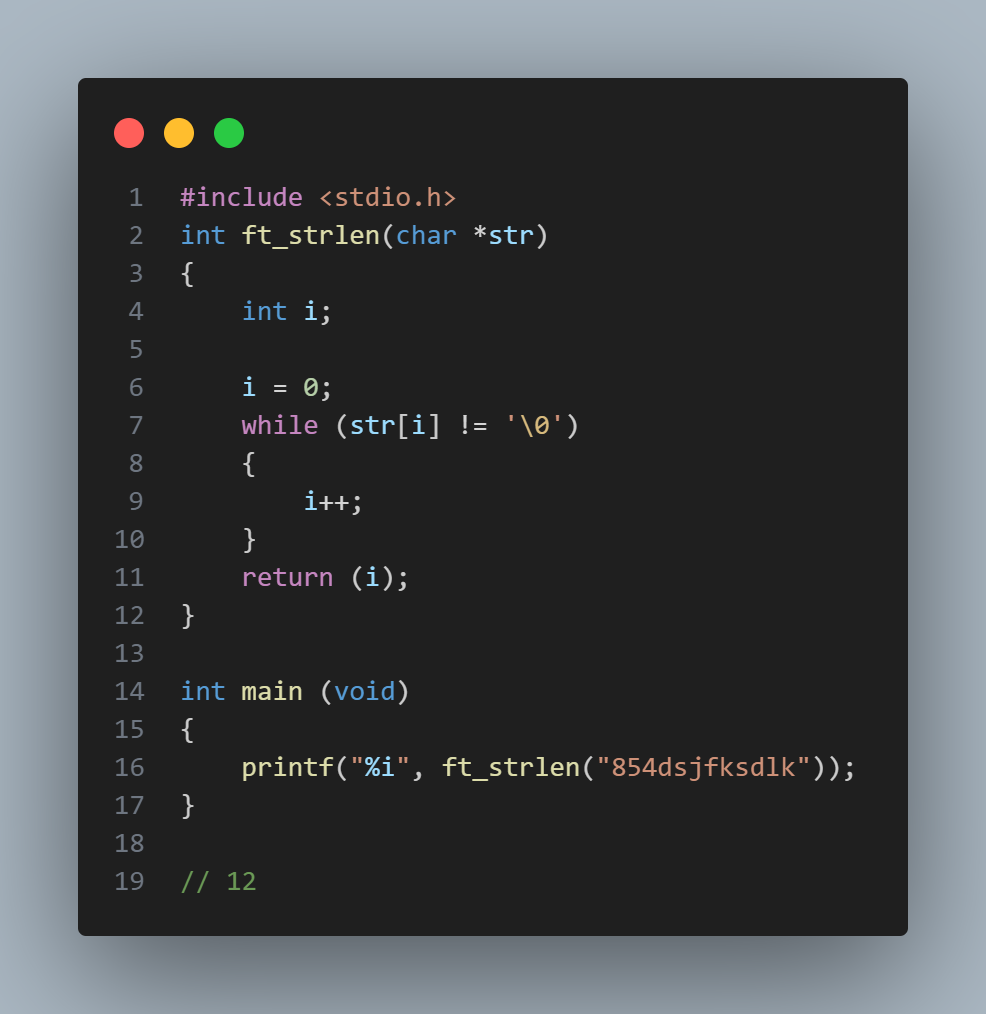 1 #include <stdio.h>
2 int ft_strlen(char *str)
3 {
4     int i;
5
6     i = 0;
7     while (str[i] != '\0')
8     {
9         i++;
10     }
11     return (i);
12 }
13
14 int main (void)
15 {
16     printf("%i", ft_strlen("854dsjfksdlk"));
17 }
18
19 // 12